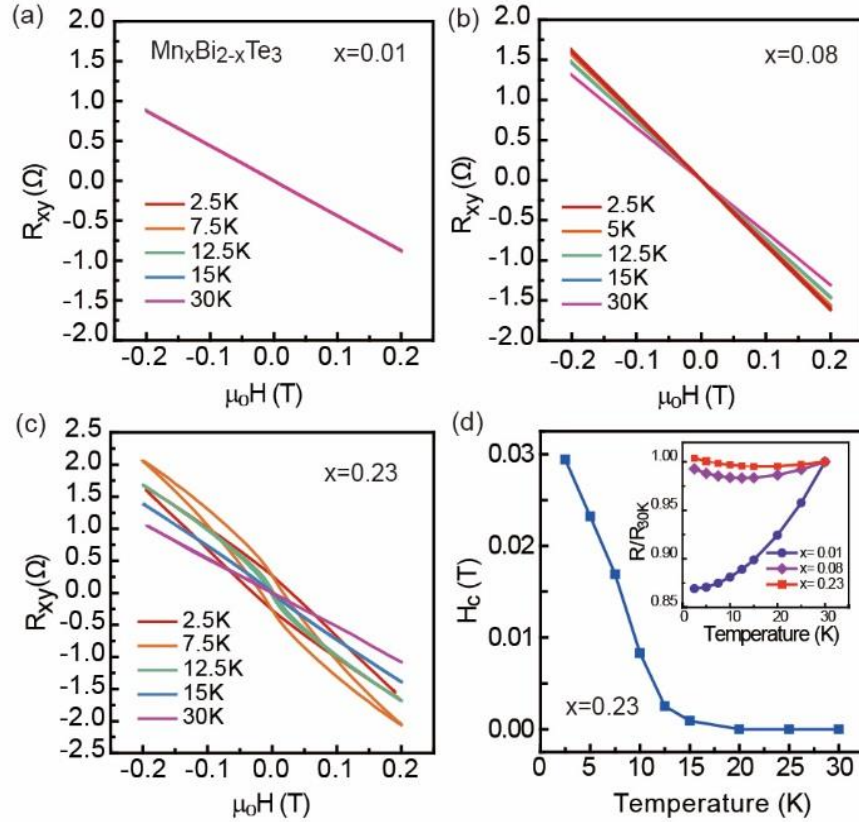 (a)
MnxBi2-xTe3 x=0.01
2.0
1.5
1.0
0.5
0.0
-0.5
-1.0
-1.5
-2.0
Rxy (Ω)
2.5K
7.5K
12.5K
15K
30K
-0.2 -0.1 0.0 0.1 0.2
μ0H (T)
(b)
x=0.08
2.0
1.5
1.0
0.5
0.0
-0.5
-1.0
-1.5
-2.0
Rxy (Ω)
2.5K
5K
12.5K
15K
30K
-0.2 -0.1 0.0 0.1 0.2
μ0H (T)
(c)
x=0.23
2.5
2.0
1.5
1.0
0.5
0.0
-0.5
-1.0
-1.5
-2.0
-2.5
Rxy(Ω)
2.5K
7.5K
12.5K
15K
30K
-0.2 -0.1 0.0 0.1 0.2
μ0H (T)
(d)
0.03
0.02
0.01
0.00
Hc (T)
x=0.23
0 5 10 15 20 25 30
Temperature (K)
1.00
0.95
0.90
0.85
R/R30K
x= 0.01
x= 0.08
x= 0.23
0 10 20 30
Temperature (K)